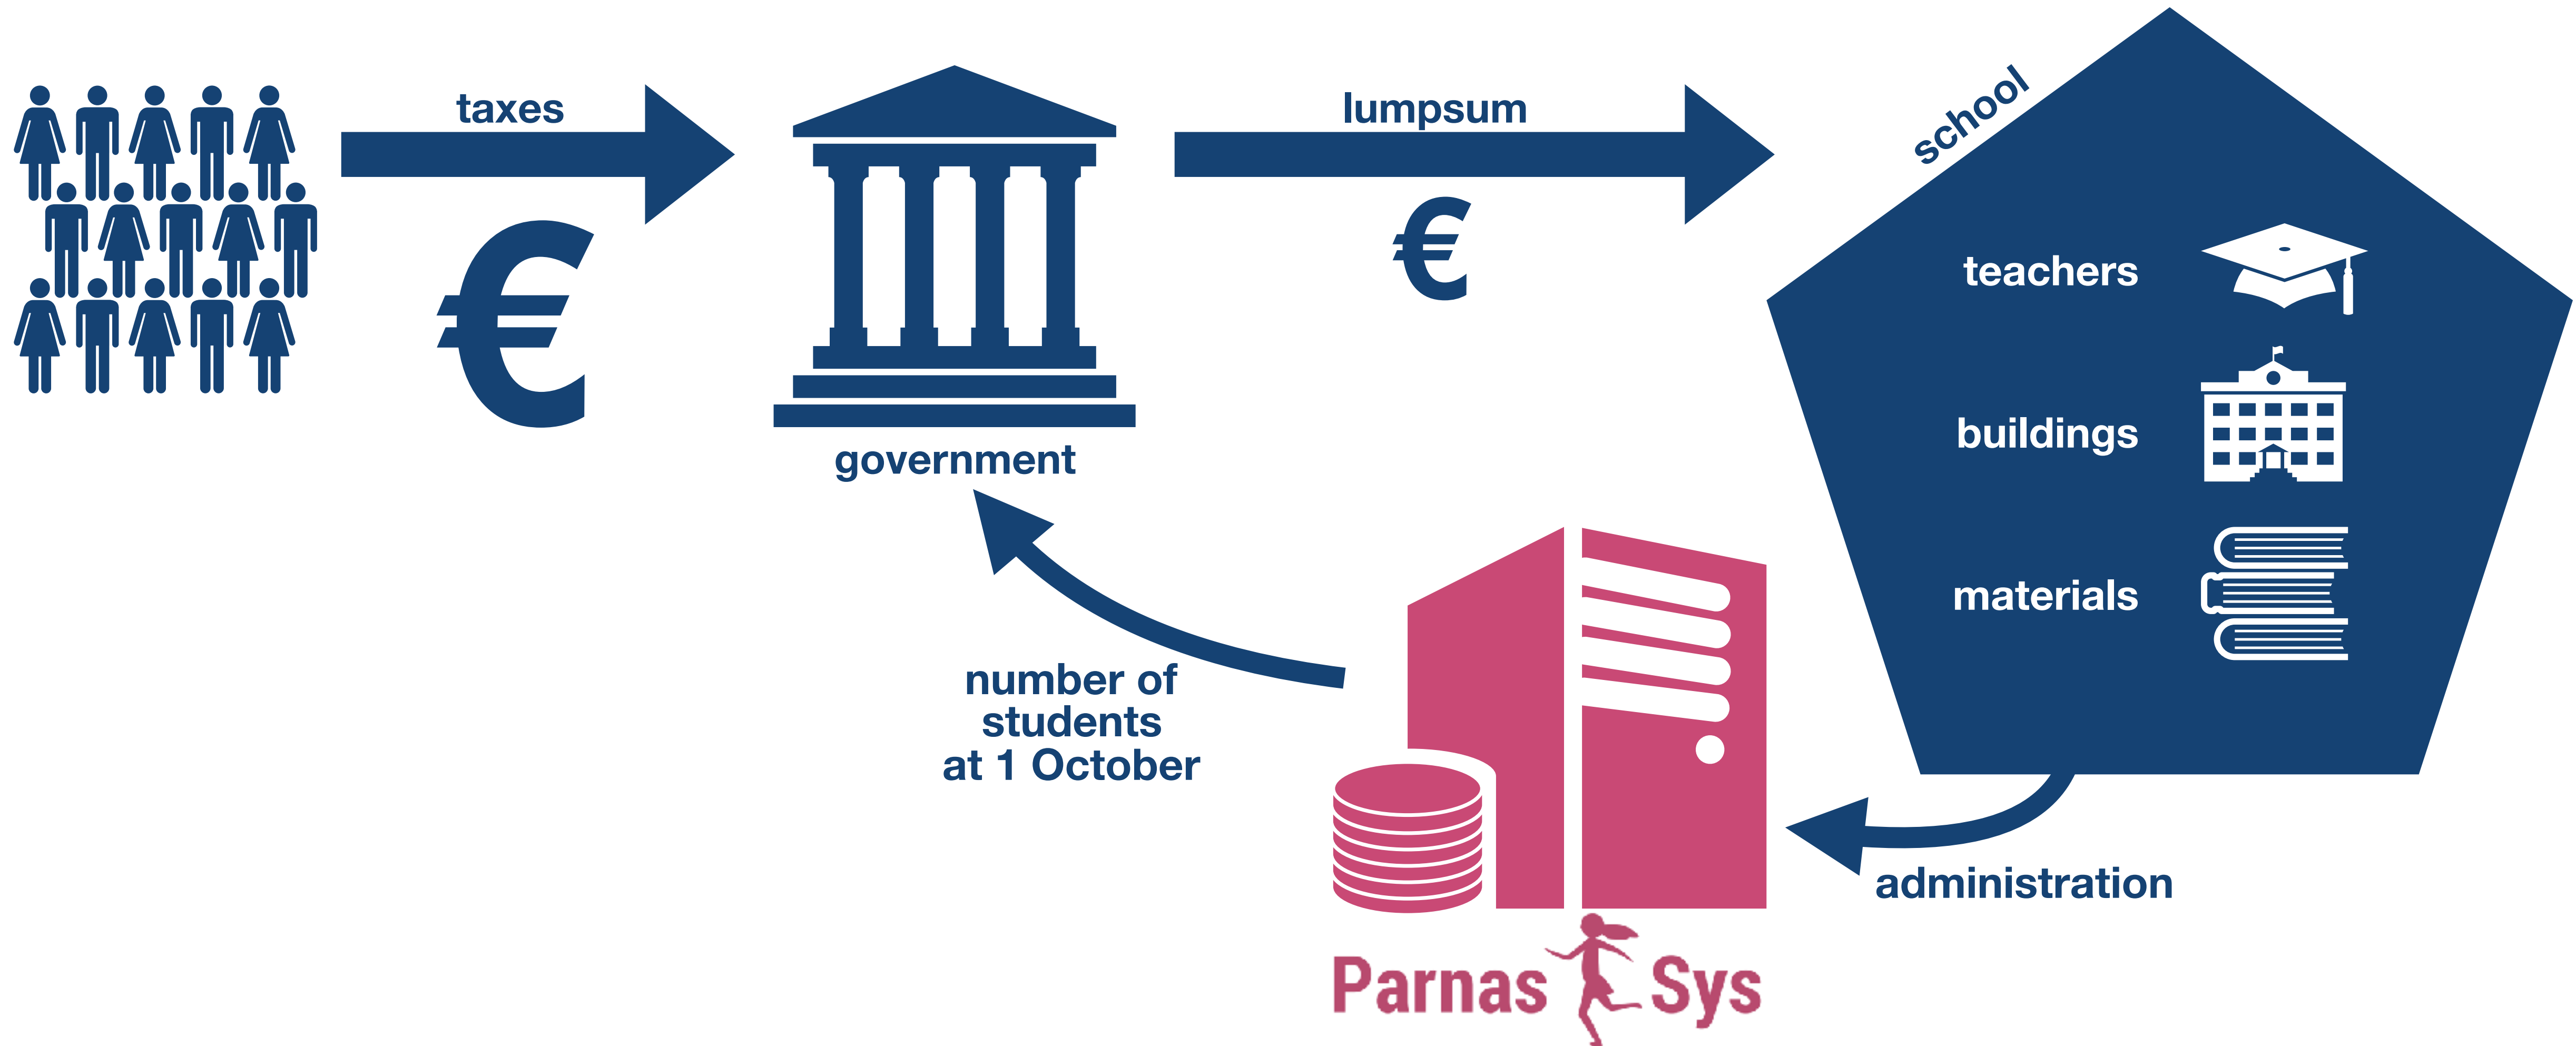 taxes
€
government
lumpsum
€
school
teachers
buildings
materials
number of
students
at 1 October
administration
Parnas Sys